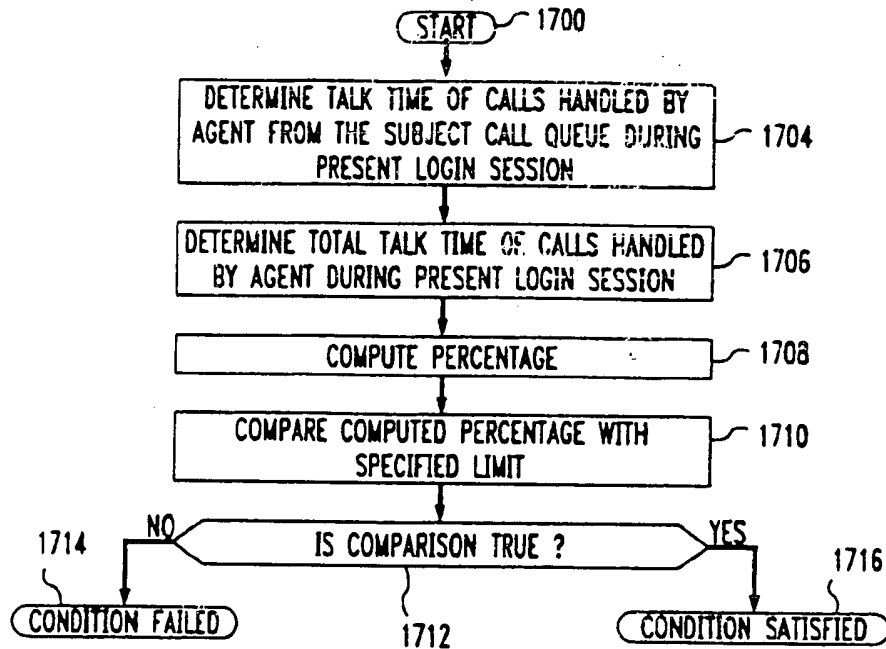 START
1700
DETERMINE TALK TIME OF CALLS HANDLED BY
AGENT FROM THE SUBJECT CALL QUEUE DURING
PRESENT LOGIN SESSION
1704
DETERMINE TOTAL TALK TIME OF CALLS HANDLED
BY AGENT DURING PRESENT LOGIN SESSION
1706
COMPUTE PERCENTAGE
1708
COMPARE COMPUTED PERCENTAGE WITH
SPECIFIED LIMIT
1710
NO
IS COMPARISON TRUE ?
YES
1714
1716
CONDITION FAILED
1712
CONDITION SATISFIED